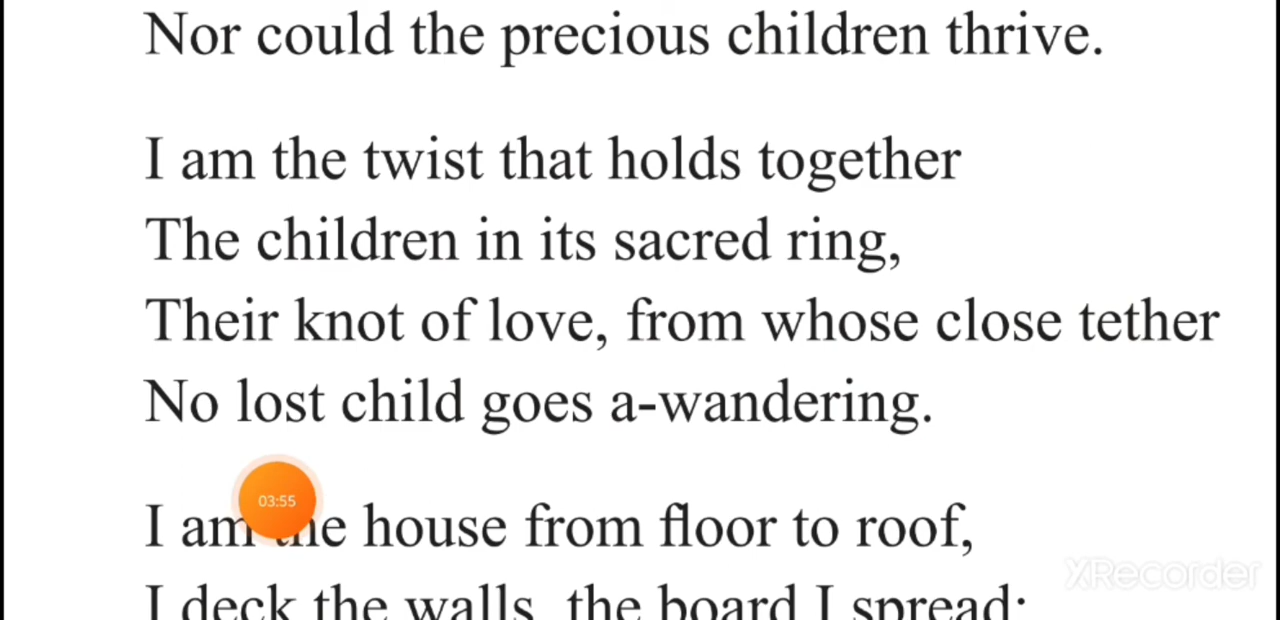 Nor could the precious children thrive.
I am the twist that holds together
The children in its sacred ring,
Their knot of love, from whose close tether
No lost child goes a-wandering.
03:55
I am the house from floor to roof,
I deck the walls, the board I spread;
XRecorder